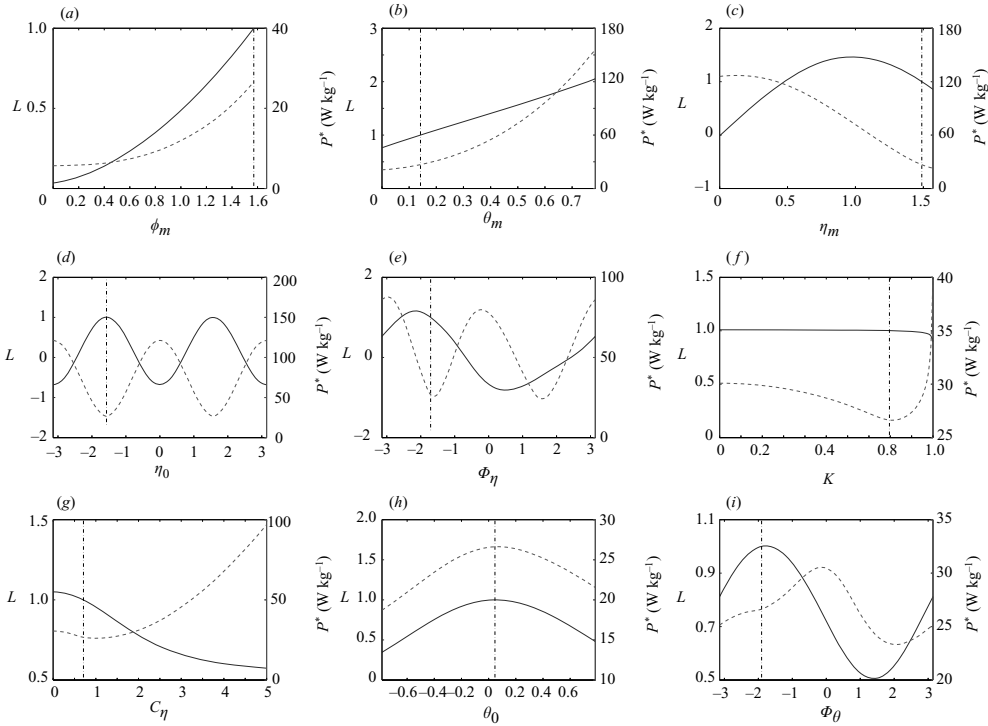 (a)
1.0
0.5
L
40
20
0
0
0.2 0.4 0.6 0.8 1.0 1.2 1.4 1.6
ϕm
P* (W kg–1)
(b)
3
2
1
0
L
180
120
60
0
0.1 0.2 0.3 0.4 0.5 0.6 0.7
θm
P* (W kg–1)
(c)
2
1
0
–1
L
180
120
60
0
0 0.5 1.0 1.5
ηm
P* (W kg–1)
(d)
2
1
0
–1
–2
L
200
150
100
50
0
–3 –2 –1 0 1 2 3
η0
P* (W kg–1)
(e)
2
0
–2
L
100
50
0
–3 –2 –1 0 1 2 3
Φη
P* (W kg–1)
(f)
1.5
1.0
0.5
0
L
40
35
30
25
0 0.2 0.4 0.6 0.8 1.0
K
P* (W kg–1)
(g)
1.5
1.0
0.5
L
100
50
0
0 1 2 3 4 5
Cη
P* (W kg–1)
(h)
2.0
1.5
1.0
0.5
0
L
30
25
20
15
10
–0.6 –0.4 –0.2 0 0.2 0.4 0.6
θ0
P* (W kg–1)
(i)
1.1
0.9
0.7
0.5
L
35
30
25
20
–3 –2 –1 0 1 2 3
Φθ
P* (W kg–1)